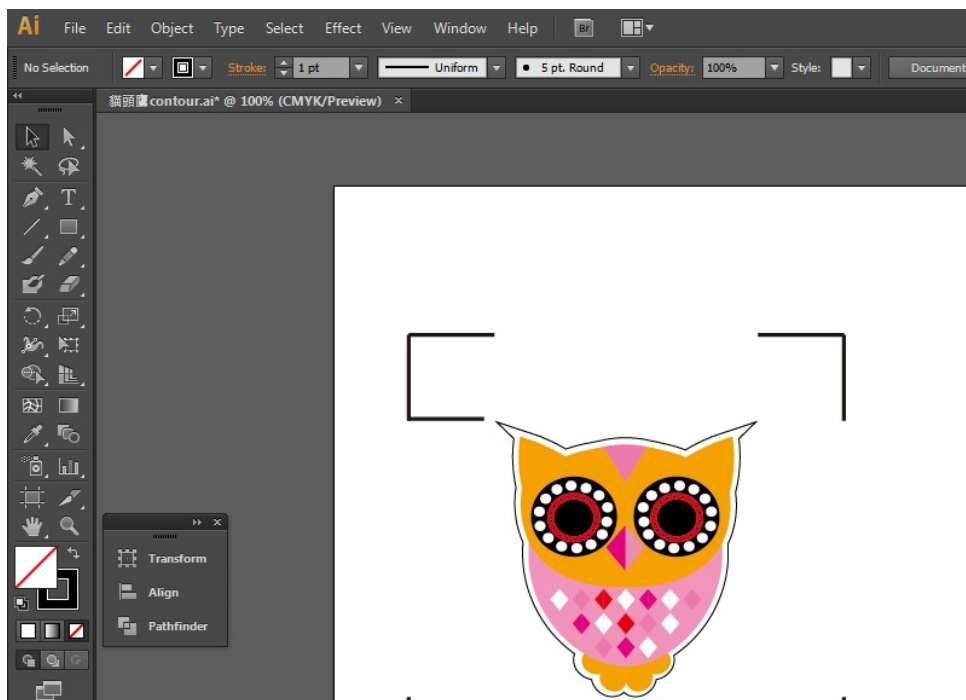 Ai File Edit Object Type Select Effect View Window Help Br
No Selection Stroke: 1 pt Uniform 5 pt. Round Opacity: 100% Style: Document
貓頭鷹contour.ai* @ 100% (CMYK/Preview) ×
T
Transform
Align
Pathfinder